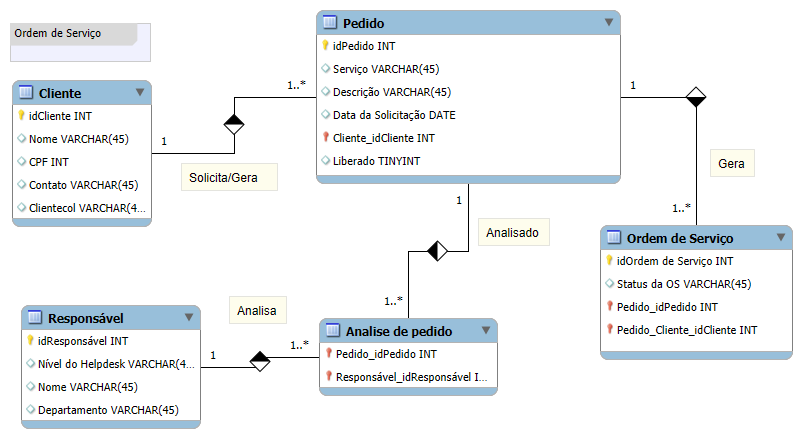 Ordem de Serviço
Cliente
idCliente INT
Nome VARCHAR(45)
CPF INT
Contato VARCHAR(45)
Clientecol VARCHAR(4...
1
1..*
Solicita/Gera
Pedido
idPedido INT
Serviço VARCHAR(45)
Descrição VARCHAR(45)
Data da Solicitação DATE
Cliente_idCliente INT
Liberado TINYINT
1
Gera
1..*
Ordem de Serviço
idOrdem de Serviço INT
Status da OS VARCHAR(45)
Pedido_idPedido INT
Pedido_Cliente_idCliente INT
1
Analisado
1..*
Responsável
idResponsável INT
Nível do Helpdesk VARCHAR(4...
Nome VARCHAR(45)
Departamento VARCHAR(45)
Analisa
1
1..*
Analise de pedido
Pedido_idPedido INT
Responsável_idResponsável I...